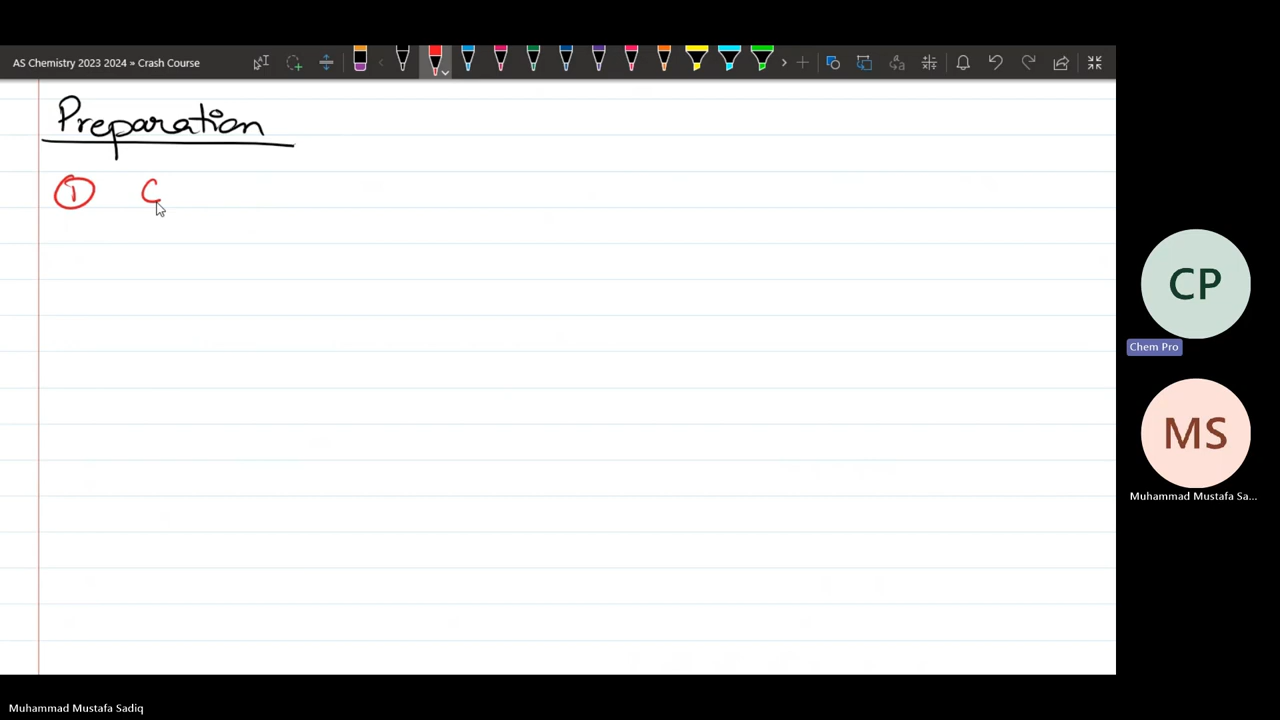 AS Chemistry 2023 2024 » Crash Course
Preparation
① C
CP
Chem Pro
MS
Muhammad Mustafa Sa...
Muhammad Mustafa Sadiq